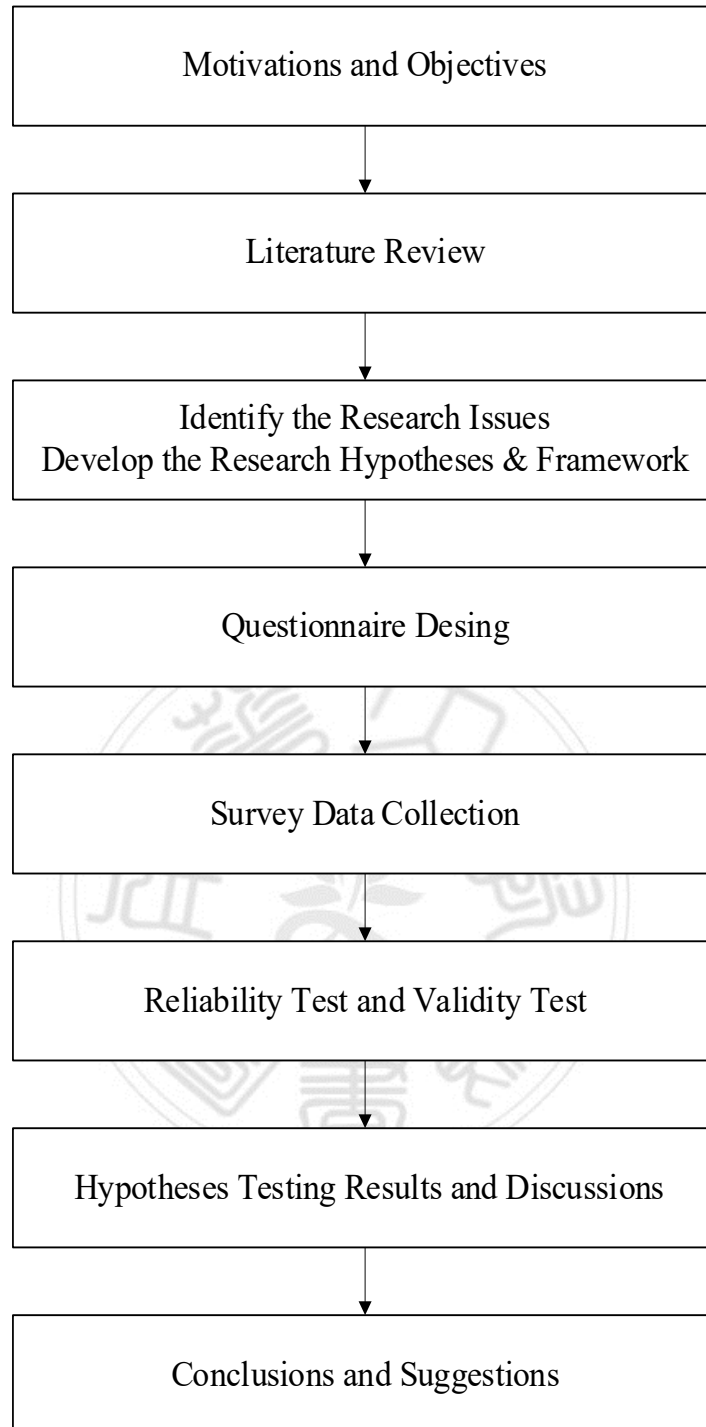 Motivations and Objectives
Literature Review
Identify the Research Issues
Develop the Research Hypotheses & Framework
Questionnaire Desing
Survey Data Collection
Reliability Test and Validity Test
Hypotheses Testing Results and Discussions
Conclusions and Suggestions